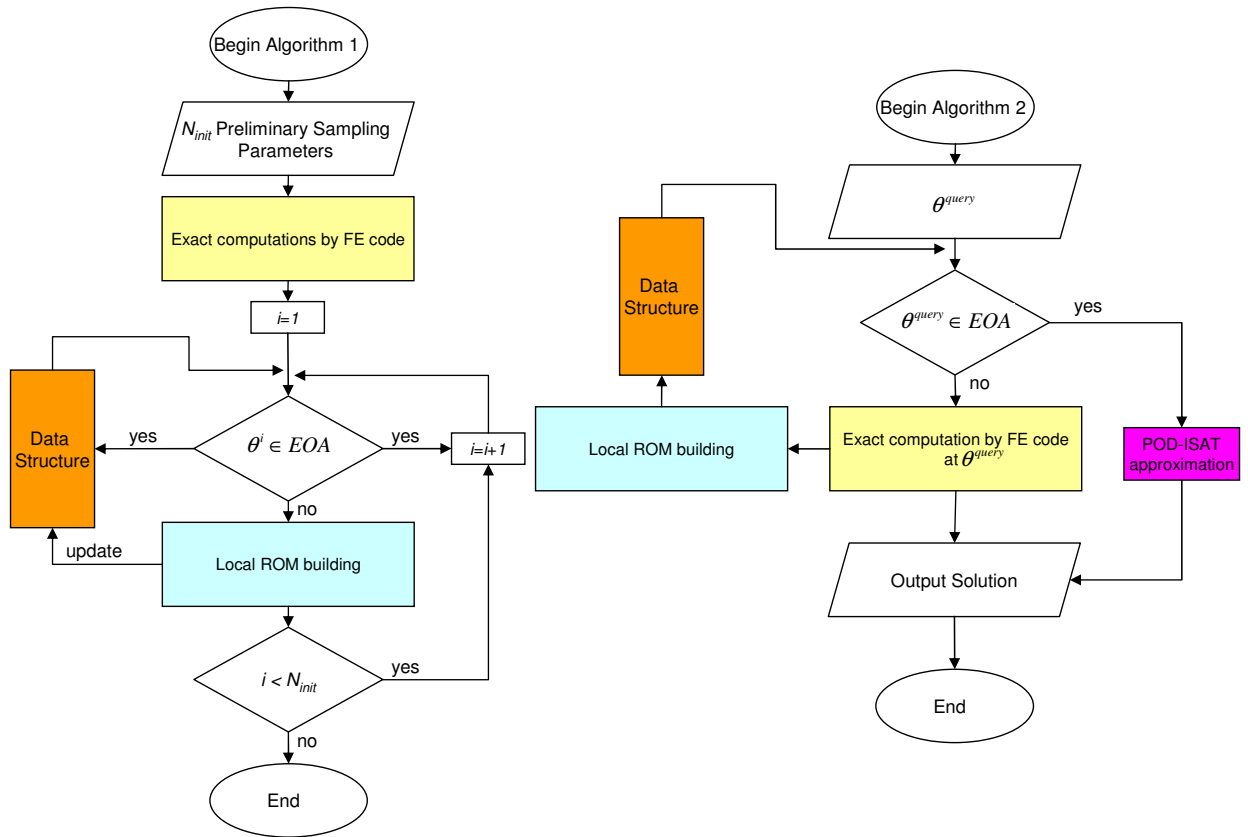 Begin Algorithm 1
N_init Preliminary Sampling
Parameters
Exact computations by FE code
i=1
θ^i ∈ EOA
yes
yes
no
Data
Structure
i=i+1
update
Local ROM building
i < N_init
yes
no
End
Begin Algorithm 2
θ^query
Data
Structure
θ^query ∈ EOA
yes
no
Local ROM building
Exact computation by FE code
at θ^query
POD-ISAT
approximation
Output Solution
End